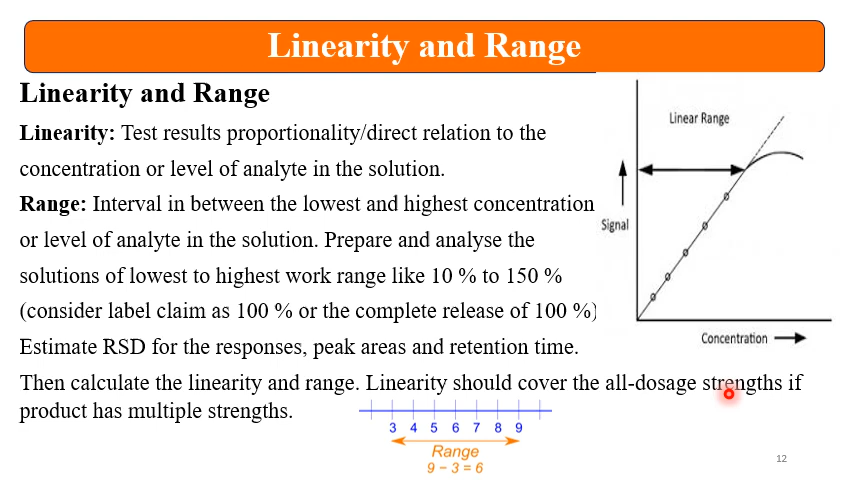 Linearity and Range
Linearity and Range
Linearity: Test results proportionality/direct relation to the
concentration or level of analyte in the solution.
Range: Interval in between the lowest and highest concentration
or level of analyte in the solution. Prepare and analyse the
solutions of lowest to highest work range like 10 % to 150 %
(consider label claim as 100 % or the complete release of 100 %)
Estimate RSD for the responses, peak areas and retention time.
Then calculate the linearity and range. Linearity should cover the all-dosage strengths if
product has multiple strengths.
Linear Range
Signal
Concentration
3 4 5 6 7 8 9
Range
9 − 3 = 6
12